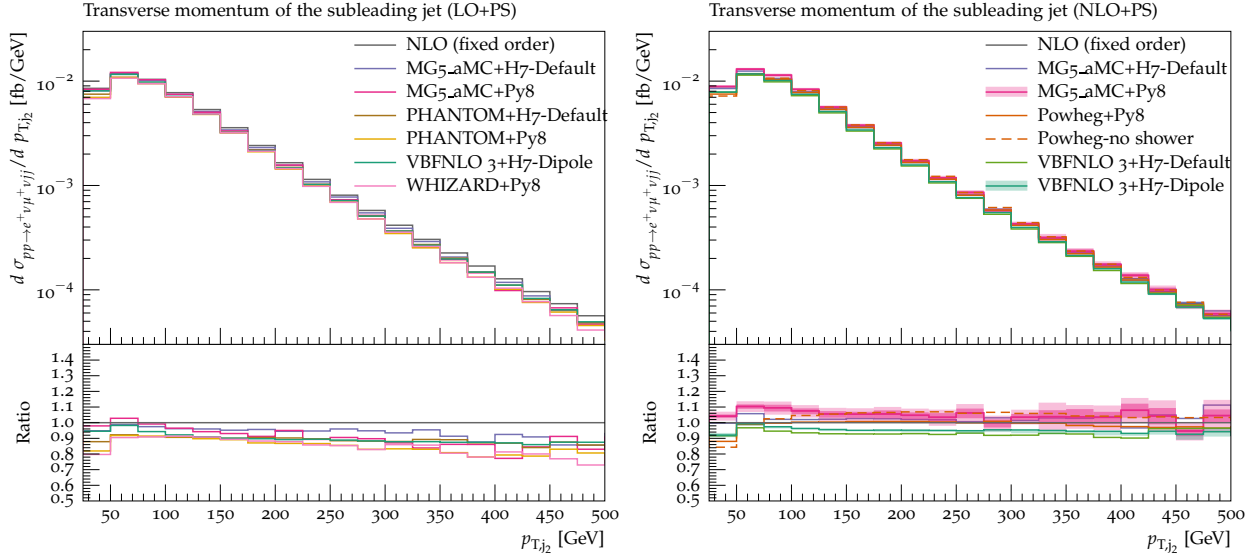 Transverse momentum of the subleading jet (LO+PS)
NLO (fixed order)
MG5_aMC+H7-Default
MG5_aMC+Py8
PHANTOM+H7-Default
PHANTOM+Py8
VBFNLO 3+H7-Dipole
WHIZARD+Py8
10⁻²
10⁻³
10⁻⁴
d σ_{pp→e⁺νμ⁺νjj}/d p_{T,j₂} [fb/GeV]
1.4
1.3
1.2
1.1
1.0
0.9
0.8
0.7
0.6
0.5
Ratio
50 100 150 200 250 300 350 400 450 500
p_{T,j₂} [GeV]
Transverse momentum of the subleading jet (NLO+PS)
NLO (fixed order)
MG5_aMC+H7-Default
MG5_aMC+Py8
Powheg+Py8
Powheg-no shower
VBFNLO 3+H7-Default
VBFNLO 3+H7-Dipole
10⁻²
10⁻³
10⁻⁴
d σ_{pp→e⁺νμ⁺νjj}/d p_{T,j₂} [fb/GeV]
1.4
1.3
1.2
1.1
1.0
0.9
0.8
0.7
0.6
0.5
Ratio
50 100 150 200 250 300 350 400 450 500
p_{T,j₂} [GeV]